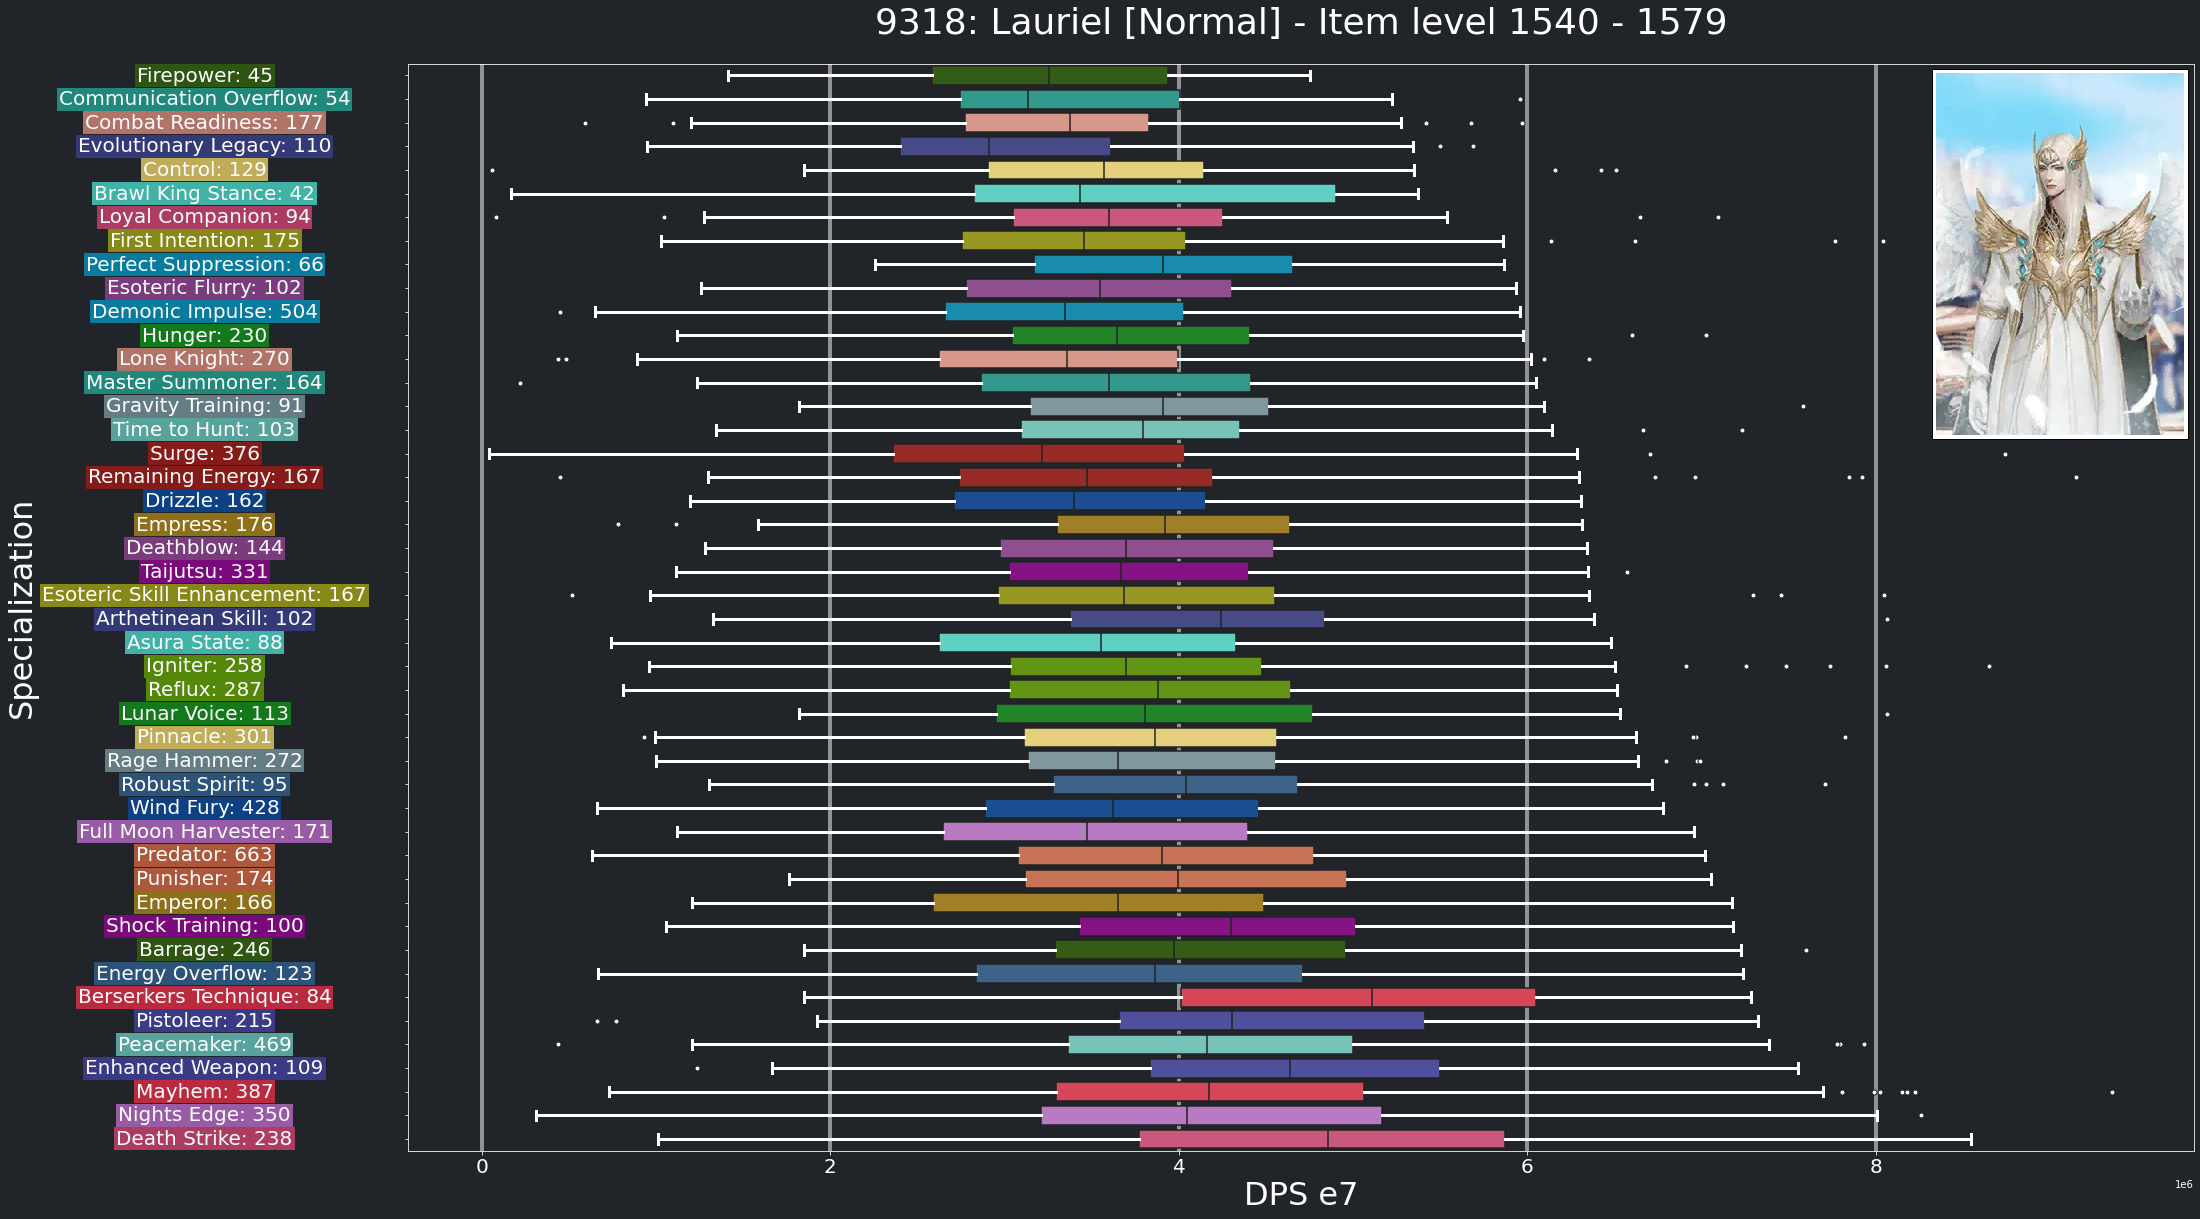 9318: Lauriel [Normal] - Item level 1540 - 1579
Firepower: 45
Communication Overflow: 54
Combat Readiness: 177
Evolutionary Legacy: 110
Control: 129
Brawl King Stance: 42
Loyal Companion: 94
First Intention: 175
Perfect Suppression: 66
Esoteric Flurry: 102
Demonic Impulse: 504
Hunger: 230
Lone Knight: 270
Master Summoner: 164
Gravity Training: 91
Time to Hunt: 103
Surge: 376
Remaining Energy: 167
Drizzle: 162
Empress: 176
Deathblow: 144
Taijutsu: 331
Esoteric Skill Enhancement: 167
Arthetinean Skill: 102
Asura State: 88
Igniter: 258
Reflux: 287
Lunar Voice: 113
Pinnacle: 301
Rage Hammer: 272
Robust Spirit: 95
Wind Fury: 428
Full Moon Harvester: 171
Predator: 663
Punisher: 174
Emperor: 166
Shock Training: 100
Barrage: 246
Energy Overflow: 123
Berserkers Technique: 84
Pistoleer: 215
Peacemaker: 469
Enhanced Weapon: 109
Mayhem: 387
Nights Edge: 350
Death Strike: 238
Specialization
0 2 4 6 8
DPS e7
1e6